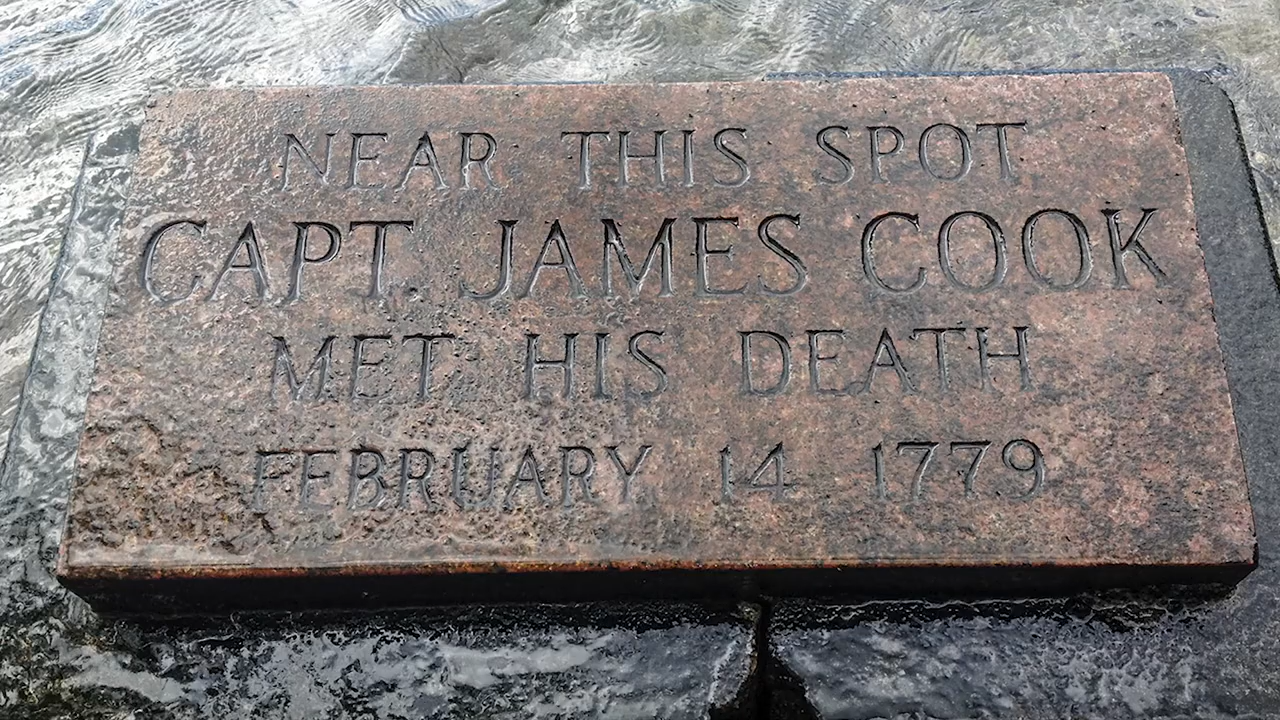 NEAR THIS SPOT
CAPT. JAMES COOK
MET HIS DEATH
FEBRUARY 14 1779